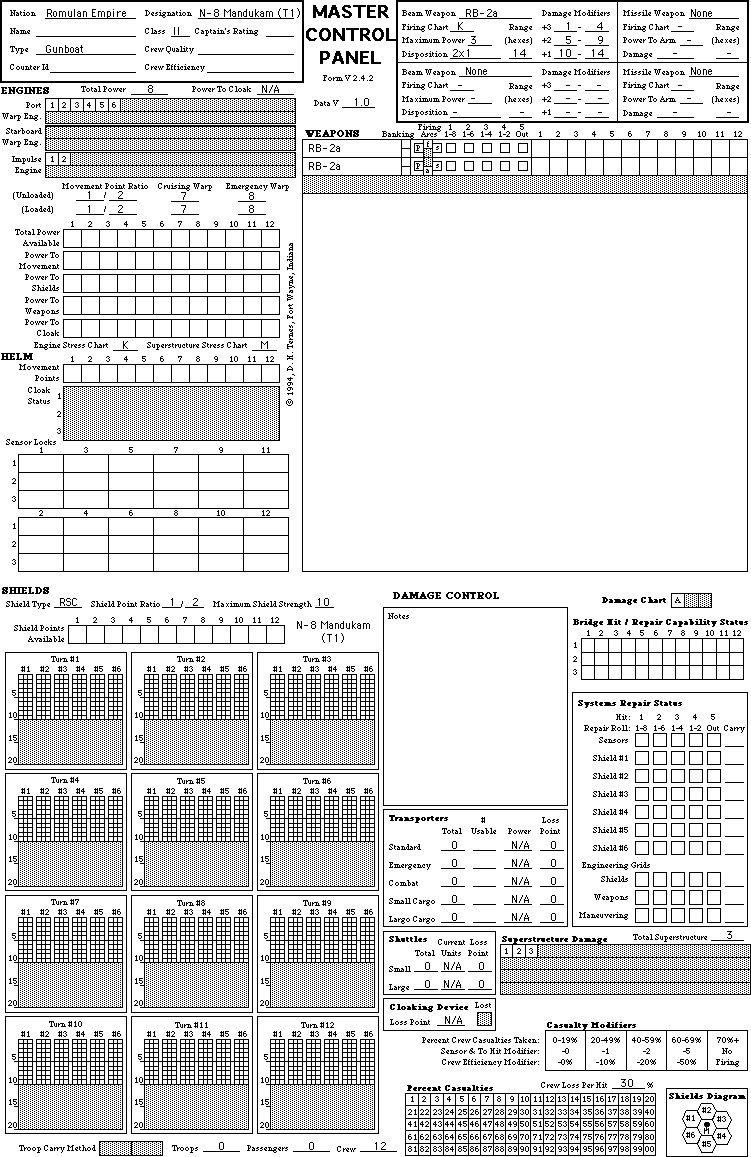 Nation Romulan Empire Designation N-8 Mandukam (T1)
Name Class II Captain's Rating
Type Gunboat Crew Quality
Counter Id Crew Efficiency
MASTER
CONTROL
PANEL
Form V 2.4.2
Data V 1.0
Beam Weapon RB-2a Damage Modifiers
Firing Chart K Range +3 1 - 4
Maximum Power 3 (hexes) +2 5 - 9
Disposition 2x1 14 +1 10 - 14
Missile Weapon None
Firing Chart - Range
Power To Arm - (hexes)
Damage - -
Beam Weapon None Damage Modifiers
Firing Chart - Range +3 - - -
Maximum Power - (hexes) +2 - - -
Disposition - - +1 - - -
Missile Weapon None
Firing Chart - Range
Power To Arm - (hexes)
Damage - -
ENGINES Total Power 8 Power To Cloak N/A
Port Warp Eng. 1 2 3 4 5 6
Starboard Warp Eng.
Impulse Engine 1 2
Movement Point Ratio Cruising Warp Emergency Warp
(Unloaded) 1 / 2 7 8
(Loaded) 1 / 2 7 8
1 2 3 4 5 6 7 8 9 10 11 12
Total Power Available
Power To Movement
Power To Shields
Power To Weapons
Power To Cloak
Engine Stress Chart K Superstructure Stress Chart M
© 1994, D. H. Ternes, Fort Wayne, Indiana
HELM
1 2 3 4 5 6 7 8 9 10 11 12
Movement Points
Cloak Status
1
2
3
Sensor Locks
1 3 5 7 9 11
1
2
3
2 4 6 8 10 12
1
2
3
WEAPONS
Banking Firing Arcs 1 1-8 2 1-6 3 1-4 4 1-2 5 Out 1 2 3 4 5 6 7 8 9 10 11 12
RB-2a p f s
RB-2a p a s
SHIELDS
Shield Type RSC Shield Point Ratio 1 / 2 Maximum Shield Strength 10
1 2 3 4 5 6 7 8 9 10 11 12
Shield Points Available
N-8 Mandukam
(T1)
Turn #1 Turn #2 Turn #3
#1 #2 #3 #4 #5 #6 #1 #2 #3 #4 #5 #6 #1 #2 #3 #4 #5 #6
5 5 5
10 10 10
15 15 15
20 20 20
Turn #4 Turn #5 Turn #6
#1 #2 #3 #4 #5 #6 #1 #2 #3 #4 #5 #6 #1 #2 #3 #4 #5 #6
5 5 5
10 10 10
15 15 15
20 20 20
Turn #7 Turn #8 Turn #9
#1 #2 #3 #4 #5 #6 #1 #2 #3 #4 #5 #6 #1 #2 #3 #4 #5 #6
5 5 5
10 10 10
15 15 15
20 20 20
Turn #10 Turn #11 Turn #12
#1 #2 #3 #4 #5 #6 #1 #2 #3 #4 #5 #6 #1 #2 #3 #4 #5 #6
5 5 5
10 10 10
15 15 15
20 20 20
Troop Carry Method Troops 0 Passengers 0 Crew 12
DAMAGE CONTROL
Notes
Damage Chart A
Bridge Hit / Repair Capability Status
1 2 3 4 5 6 7 8 9 10 11 12
1
2
3
Systems Repair Status
Hit: 1 2 3 4 5
Repair Roll: 1-8 1-6 1-4 1-2 Out Carry
Sensors
Shield #1
Shield #2
Shield #3
Shield #4
Shield #5
Shield #6
Engineering Grids
Shields
Weapons
Maneuvering
Transporters # Loss
Total Usable Power Point
Standard 0 N/A 0
Emergency 0 N/A 0
Combat 0 N/A 0
Small Cargo 0 N/A 0
Large Cargo 0 N/A 0
Shuttles Current Loss
Total Units Point
Small 0 N/A 0
Large 0 N/A 0
Cloaking Device Lost
Loss Point N/A
Superstructure Damage Total Superstructure 3
1 2 3
Casualty Modifiers
Percent Crew Casualties Taken: 0-19% 20-49% 40-59% 60-69% 70%+
Sensor & To Hit Modifier: -0 -1 -2 -5 No
Crew Efficiency Modifier: -0% -10% -20% -50% Firing
Percent Casualties Crew Loss Per Hit 30 %
1 2 3 4 5 6 7 8 9 10 11 12 13 14 15 16 17 18 19 20
21 22 23 24 25 26 27 28 29 30 31 32 33 34 35 36 37 38 39 40
41 42 43 44 45 46 47 48 49 50 51 52 53 54 55 56 57 58 59 60
61 62 63 64 65 66 67 68 69 70 71 72 73 74 75 76 77 78 79 80
81 82 83 84 85 86 87 88 89 90 91 92 93 94 95 96 97 98 99 00
Shields Diagram
#2
#1 #3
#6 #4
#5